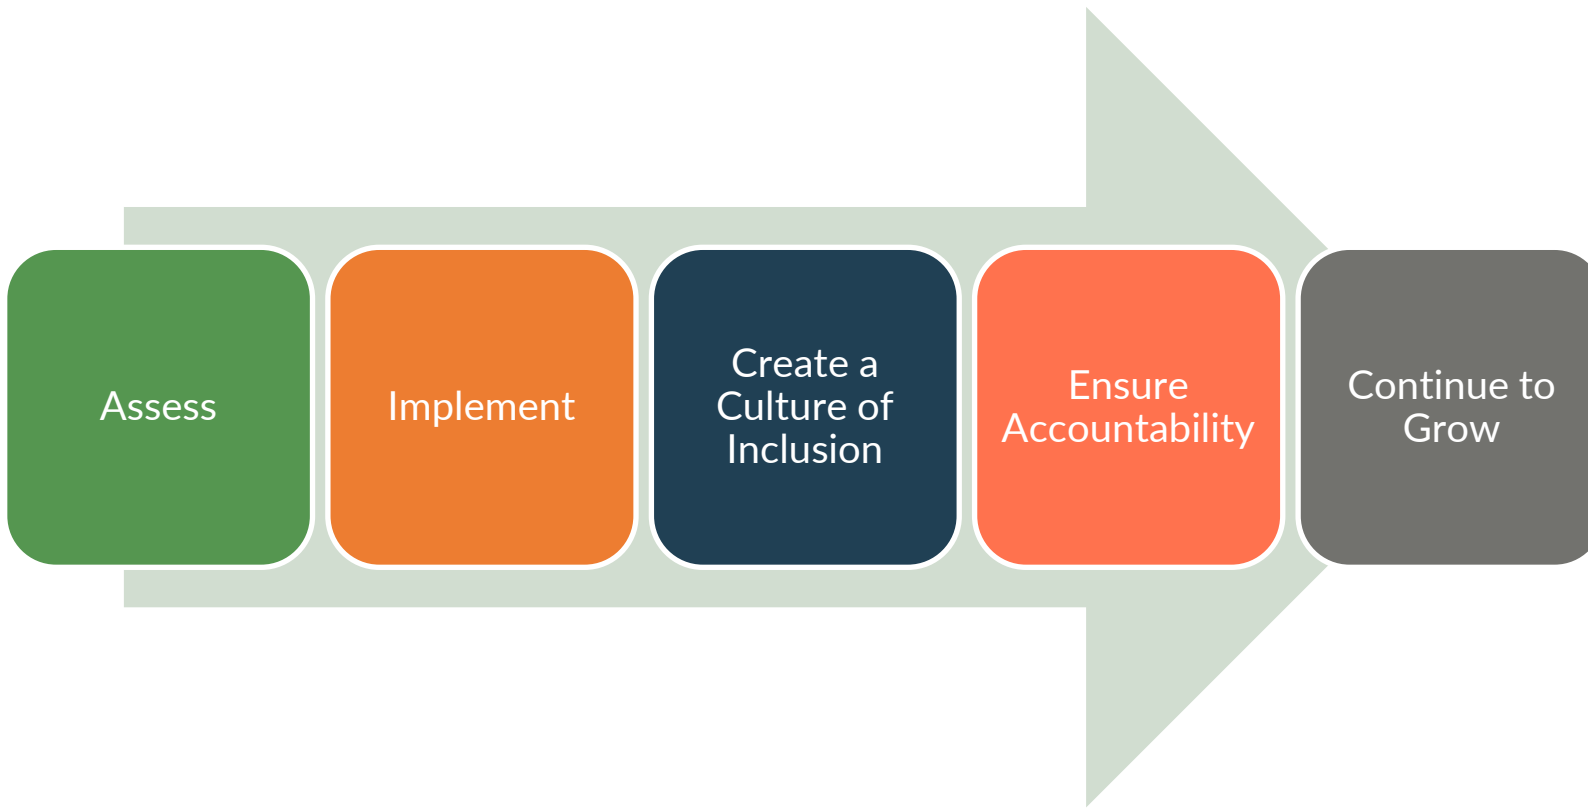 Assess
Implement
Create a
Culture of
Inclusion
Ensure
Accountability
Continue to
Grow